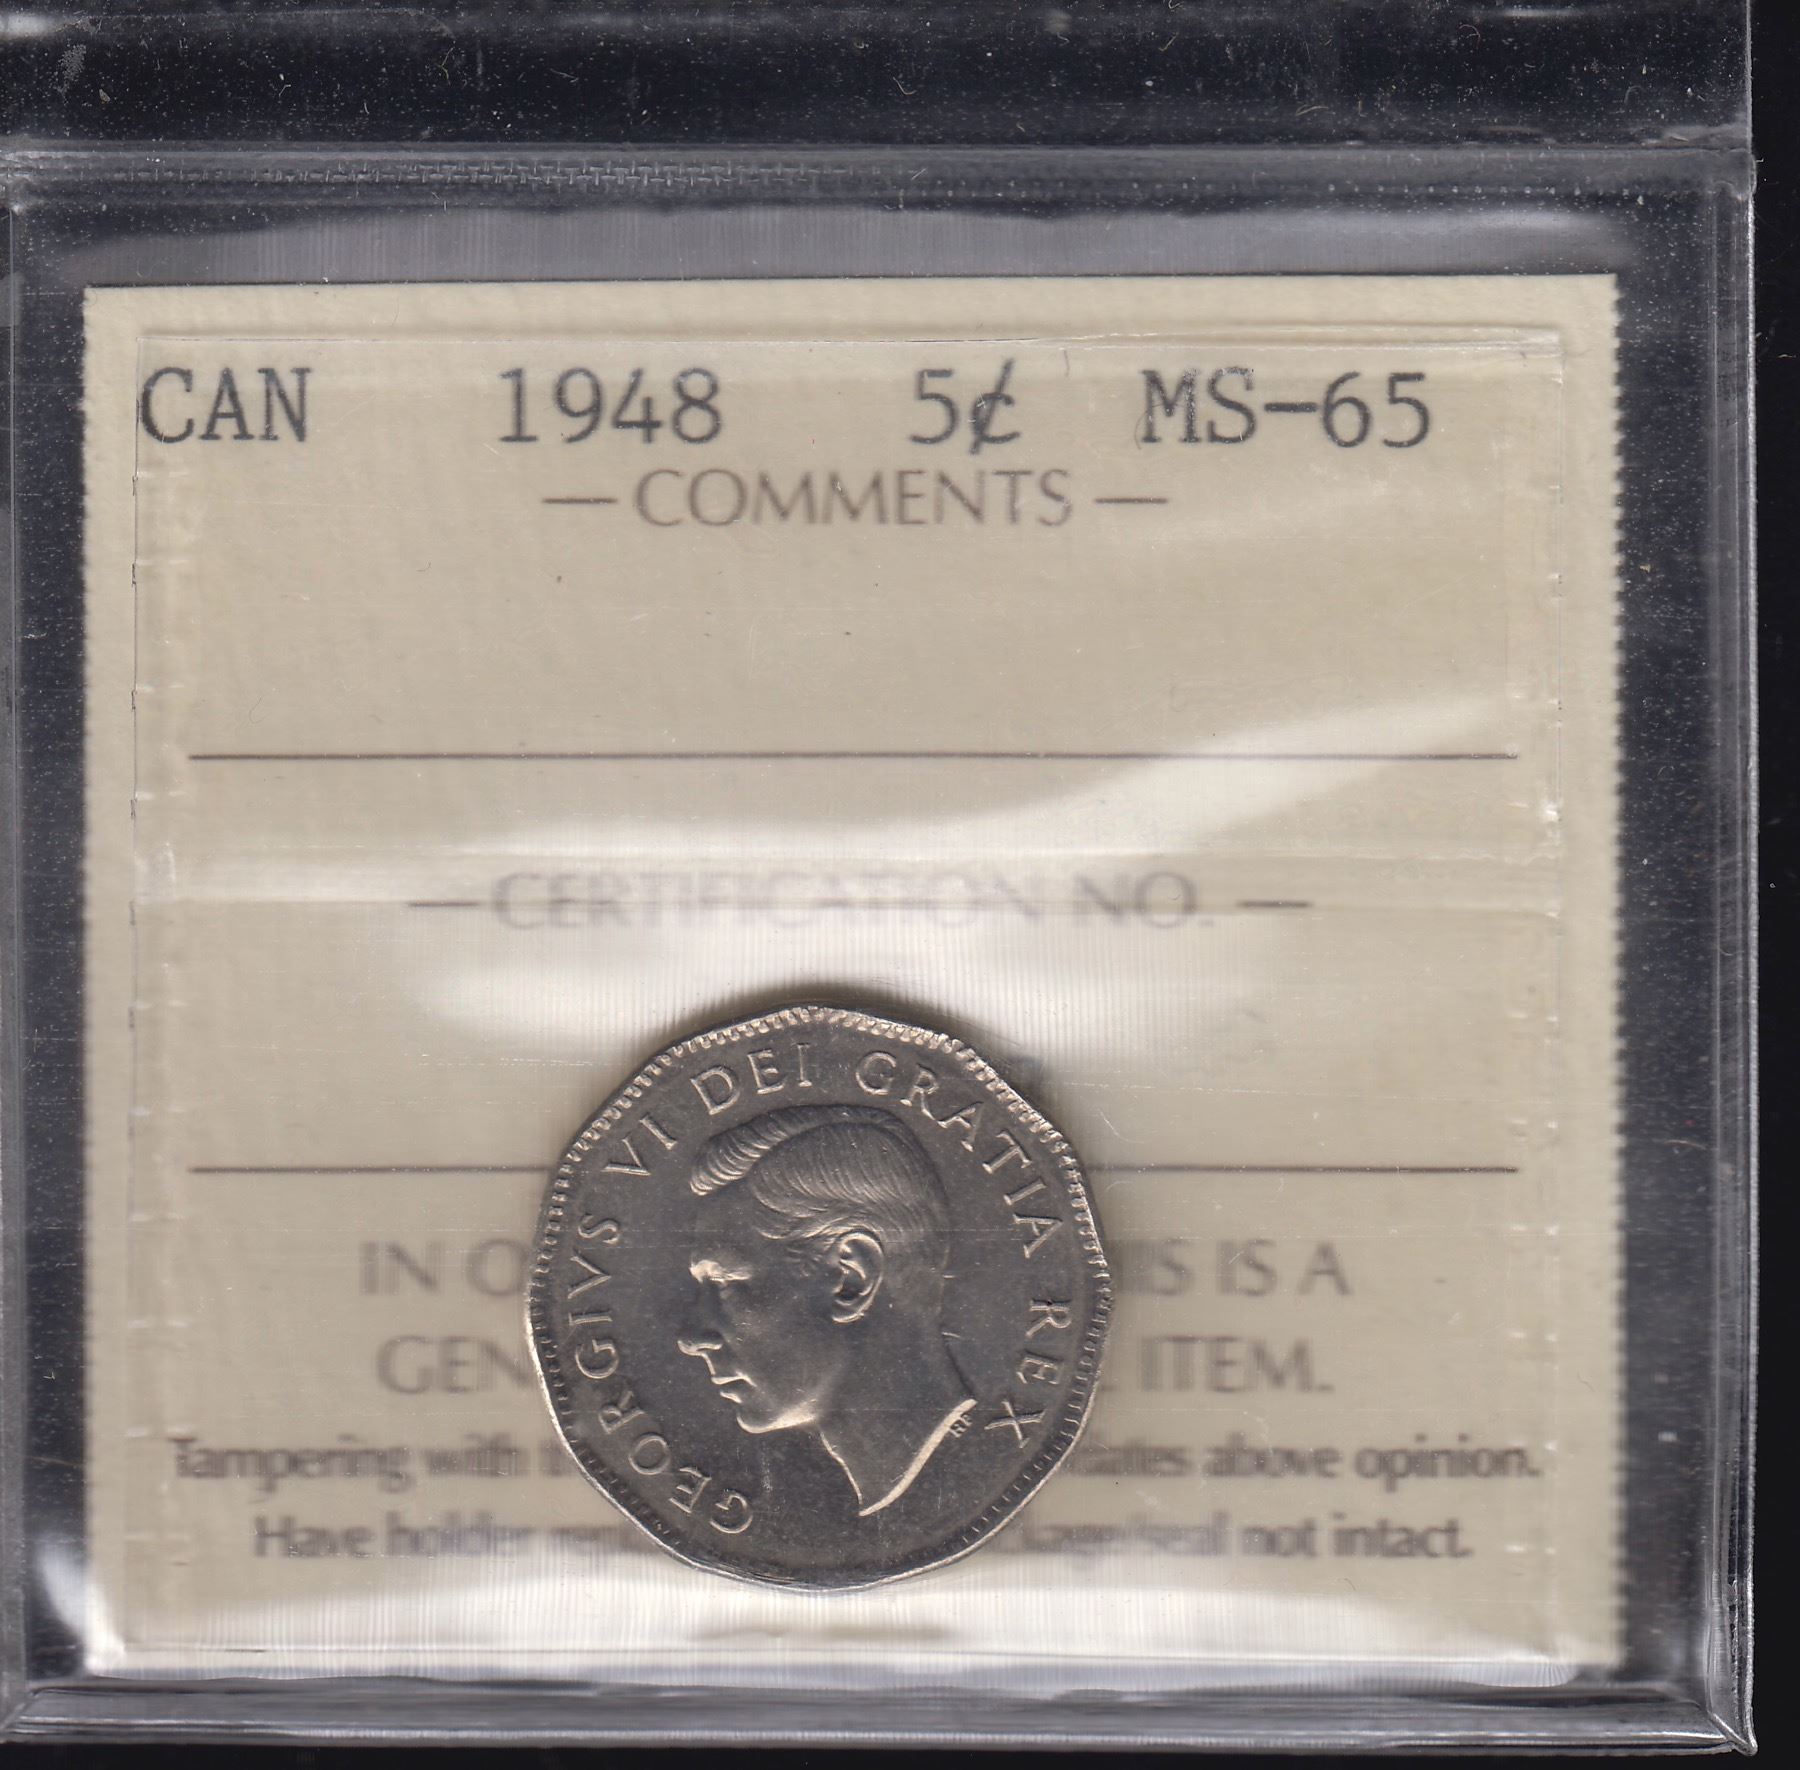 CAN 1948 5¢ MS-65
— COMMENTS —
— CERTIFICATION NO. —
GEORGIVS VI DEI GRATIA REX
RP
IN O IS IS A
GEN ITEM.
Tampering with above opinion.
Have holder not intact.